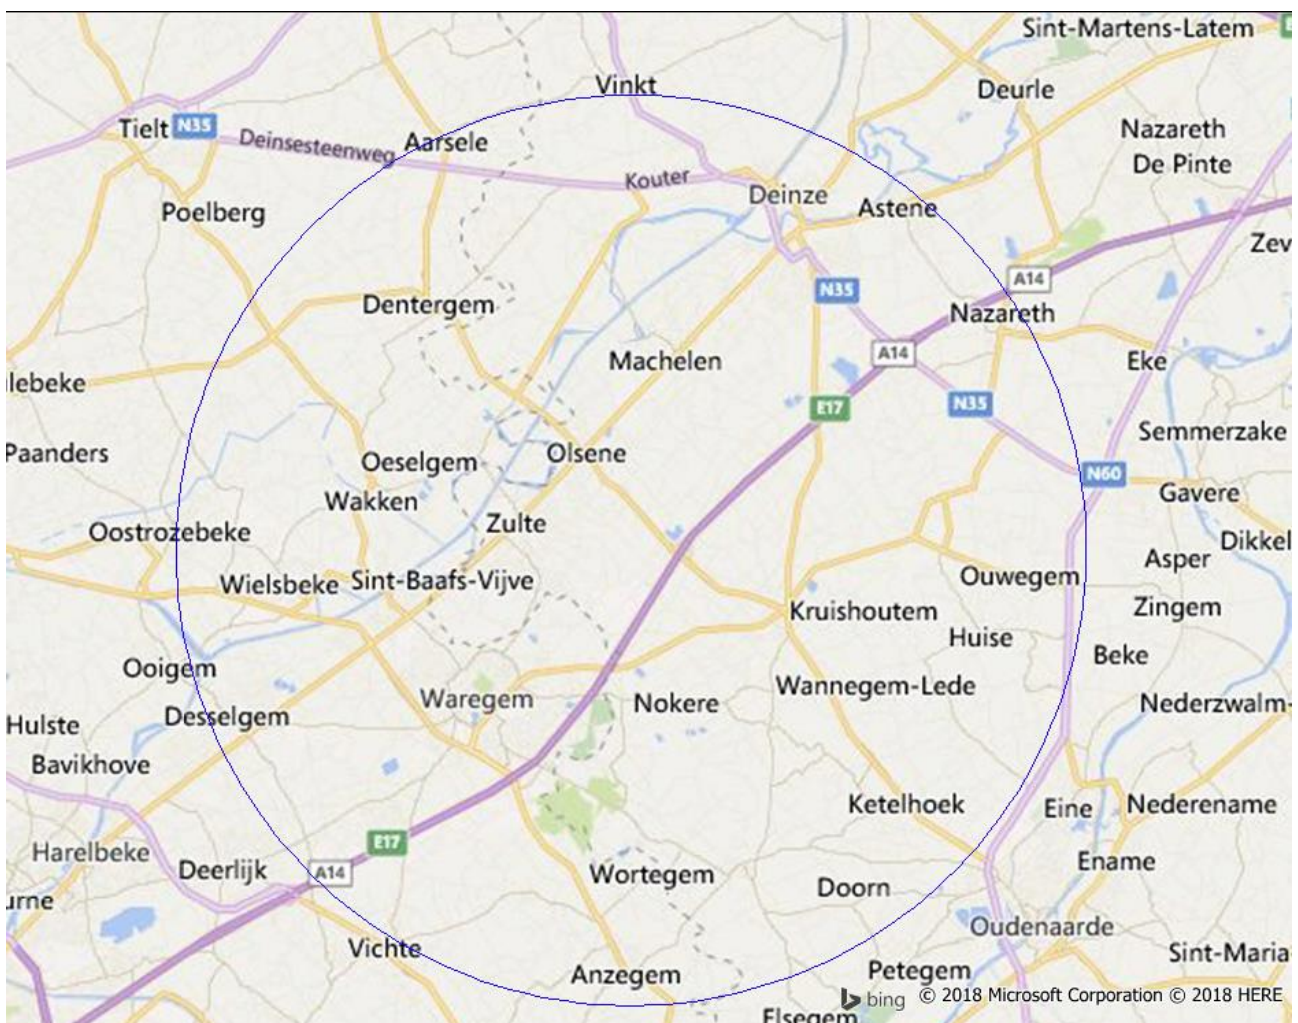 Sint-Martens-Latem
Vinkt
Deurle
Tielt
N35
Deinsesteenweg
Aarsele
Nazareth
De Pinte
Kouter
Poelberg
Deinze
Astene
Zev
A14
N35
Dentergem
Nazareth
A14
Machelen
Eke
lebeke
E17
N35
Semmerzake
Paanders
Oeselgem
Olsene
N60
Gavere
Wakken
Zulte
Oostrozebeke
Dikkel
Asper
Wielsbeke
Sint-Baafs-Vijve
Ouwegem
Kruishoutem
Zingem
Huise
Beke
Ooigem
Wannegem-Lede
Waregem
Nokere
Nederzwalm-
Hulste
Desselgem
Bavikhove
Ketelhoek
Eine
Nederename
E17
Harelbeke
Ename
Deerlijk
A14
Wortegem
Doorn
urne
Oudenaarde
Vichte
Sint-Maria-
Anzegem
Petegem
bing
© 2018 Microsoft Corporation © 2018 HERE
Elsegem